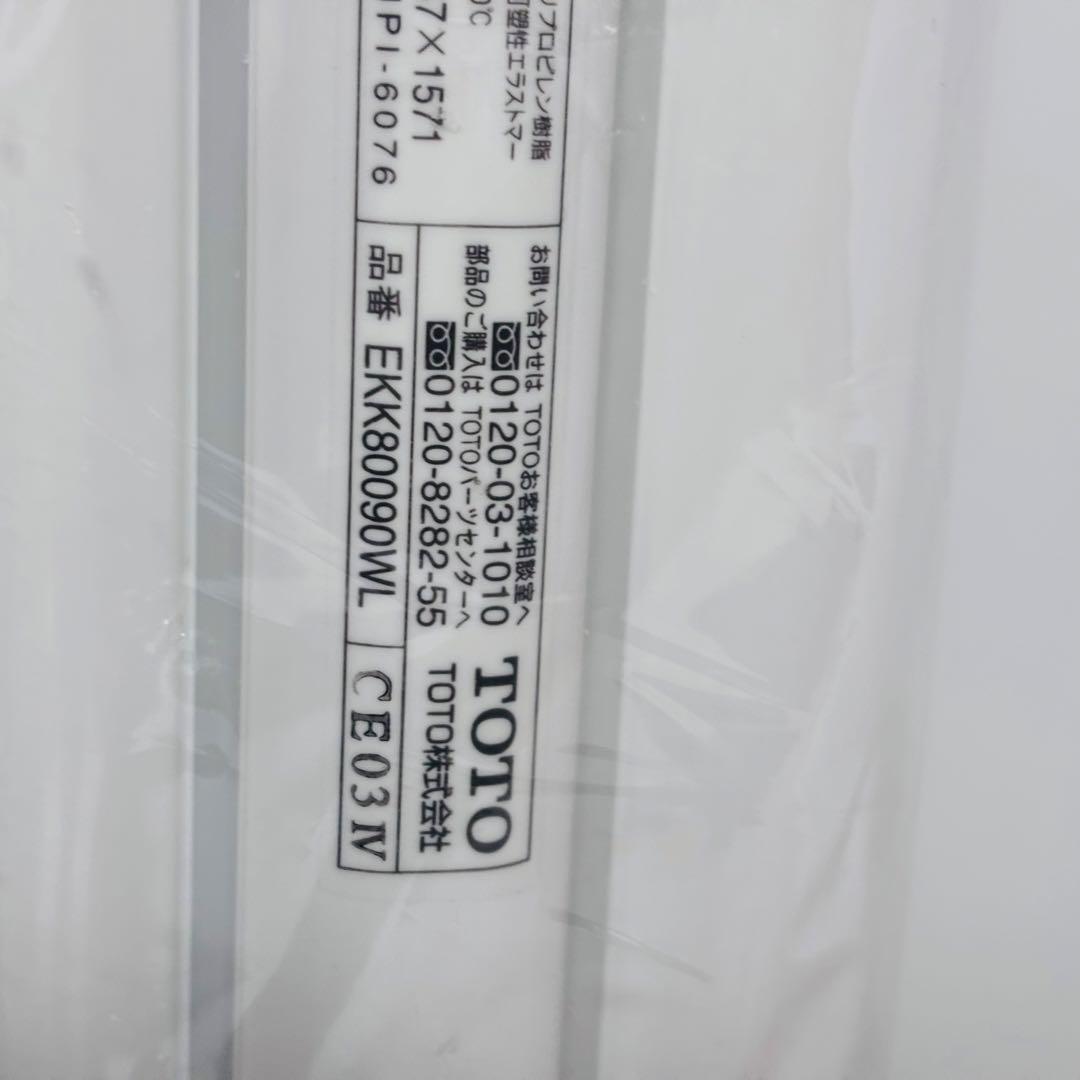 リプロピレン樹脂
可塑性エラストマー
0℃
7×1571
PI-6076
お問い合わせは TOTOお客様相談室へ
0120-03-1010
部品のご購入は TOTOパーツセンターへ
0120-8282-55
品番 EKK80090WL
TOTO
TOTO株式会社
CE03Ⅳ